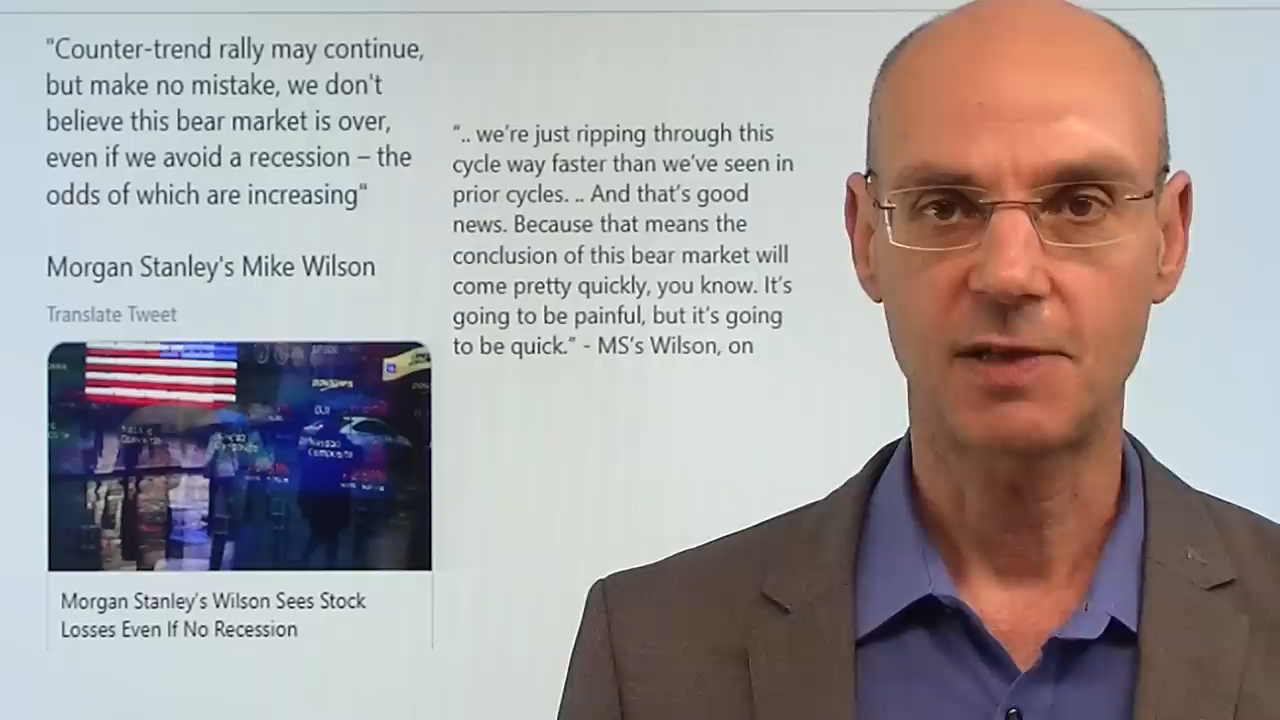 "Counter-trend rally may continue,
but make no mistake, we don't
believe this bear market is over,
even if we avoid a recession – the
odds of which are increasing"
Morgan Stanley's Mike Wilson
Translate Tweet
Composite
Morgan Stanley's Wilson Sees Stock
Losses Even If No Recession
“.. we’re just ripping through this
cycle way faster than we’ve seen in
prior cycles. .. And that’s good
news. Because that means the
conclusion of this bear market will
come pretty quickly, you know. It’s
going to be painful, but it’s going
to be quick.” - MS’s Wilson, on